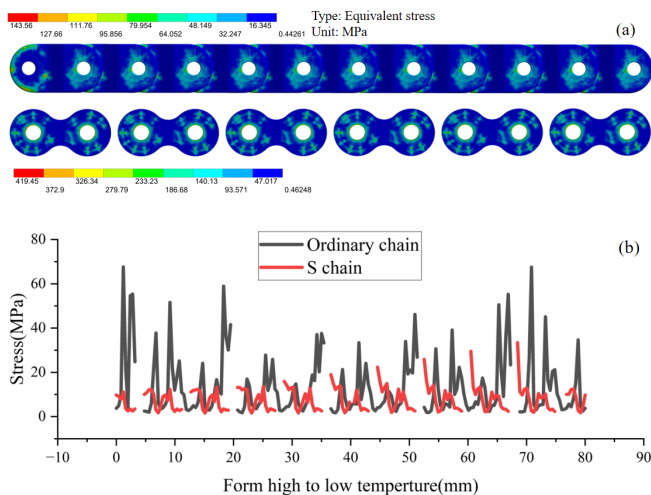 143.56 111.76 79.954 48.149 16.345
127.66 95.856 64.052 32.247 0.44261
Type: Equivalent stress
Unit: MPa
(a)
419.45 326.34 233.23 140.13 47.017
372.9 279.79 186.68 93.571 0.46248
(b)
Ordinary chain
S chain
Stress(MPa)
80
60
40
20
0
−10 0 10 20 30 40 50 60 70 80 90
Form high to low temperture(mm)